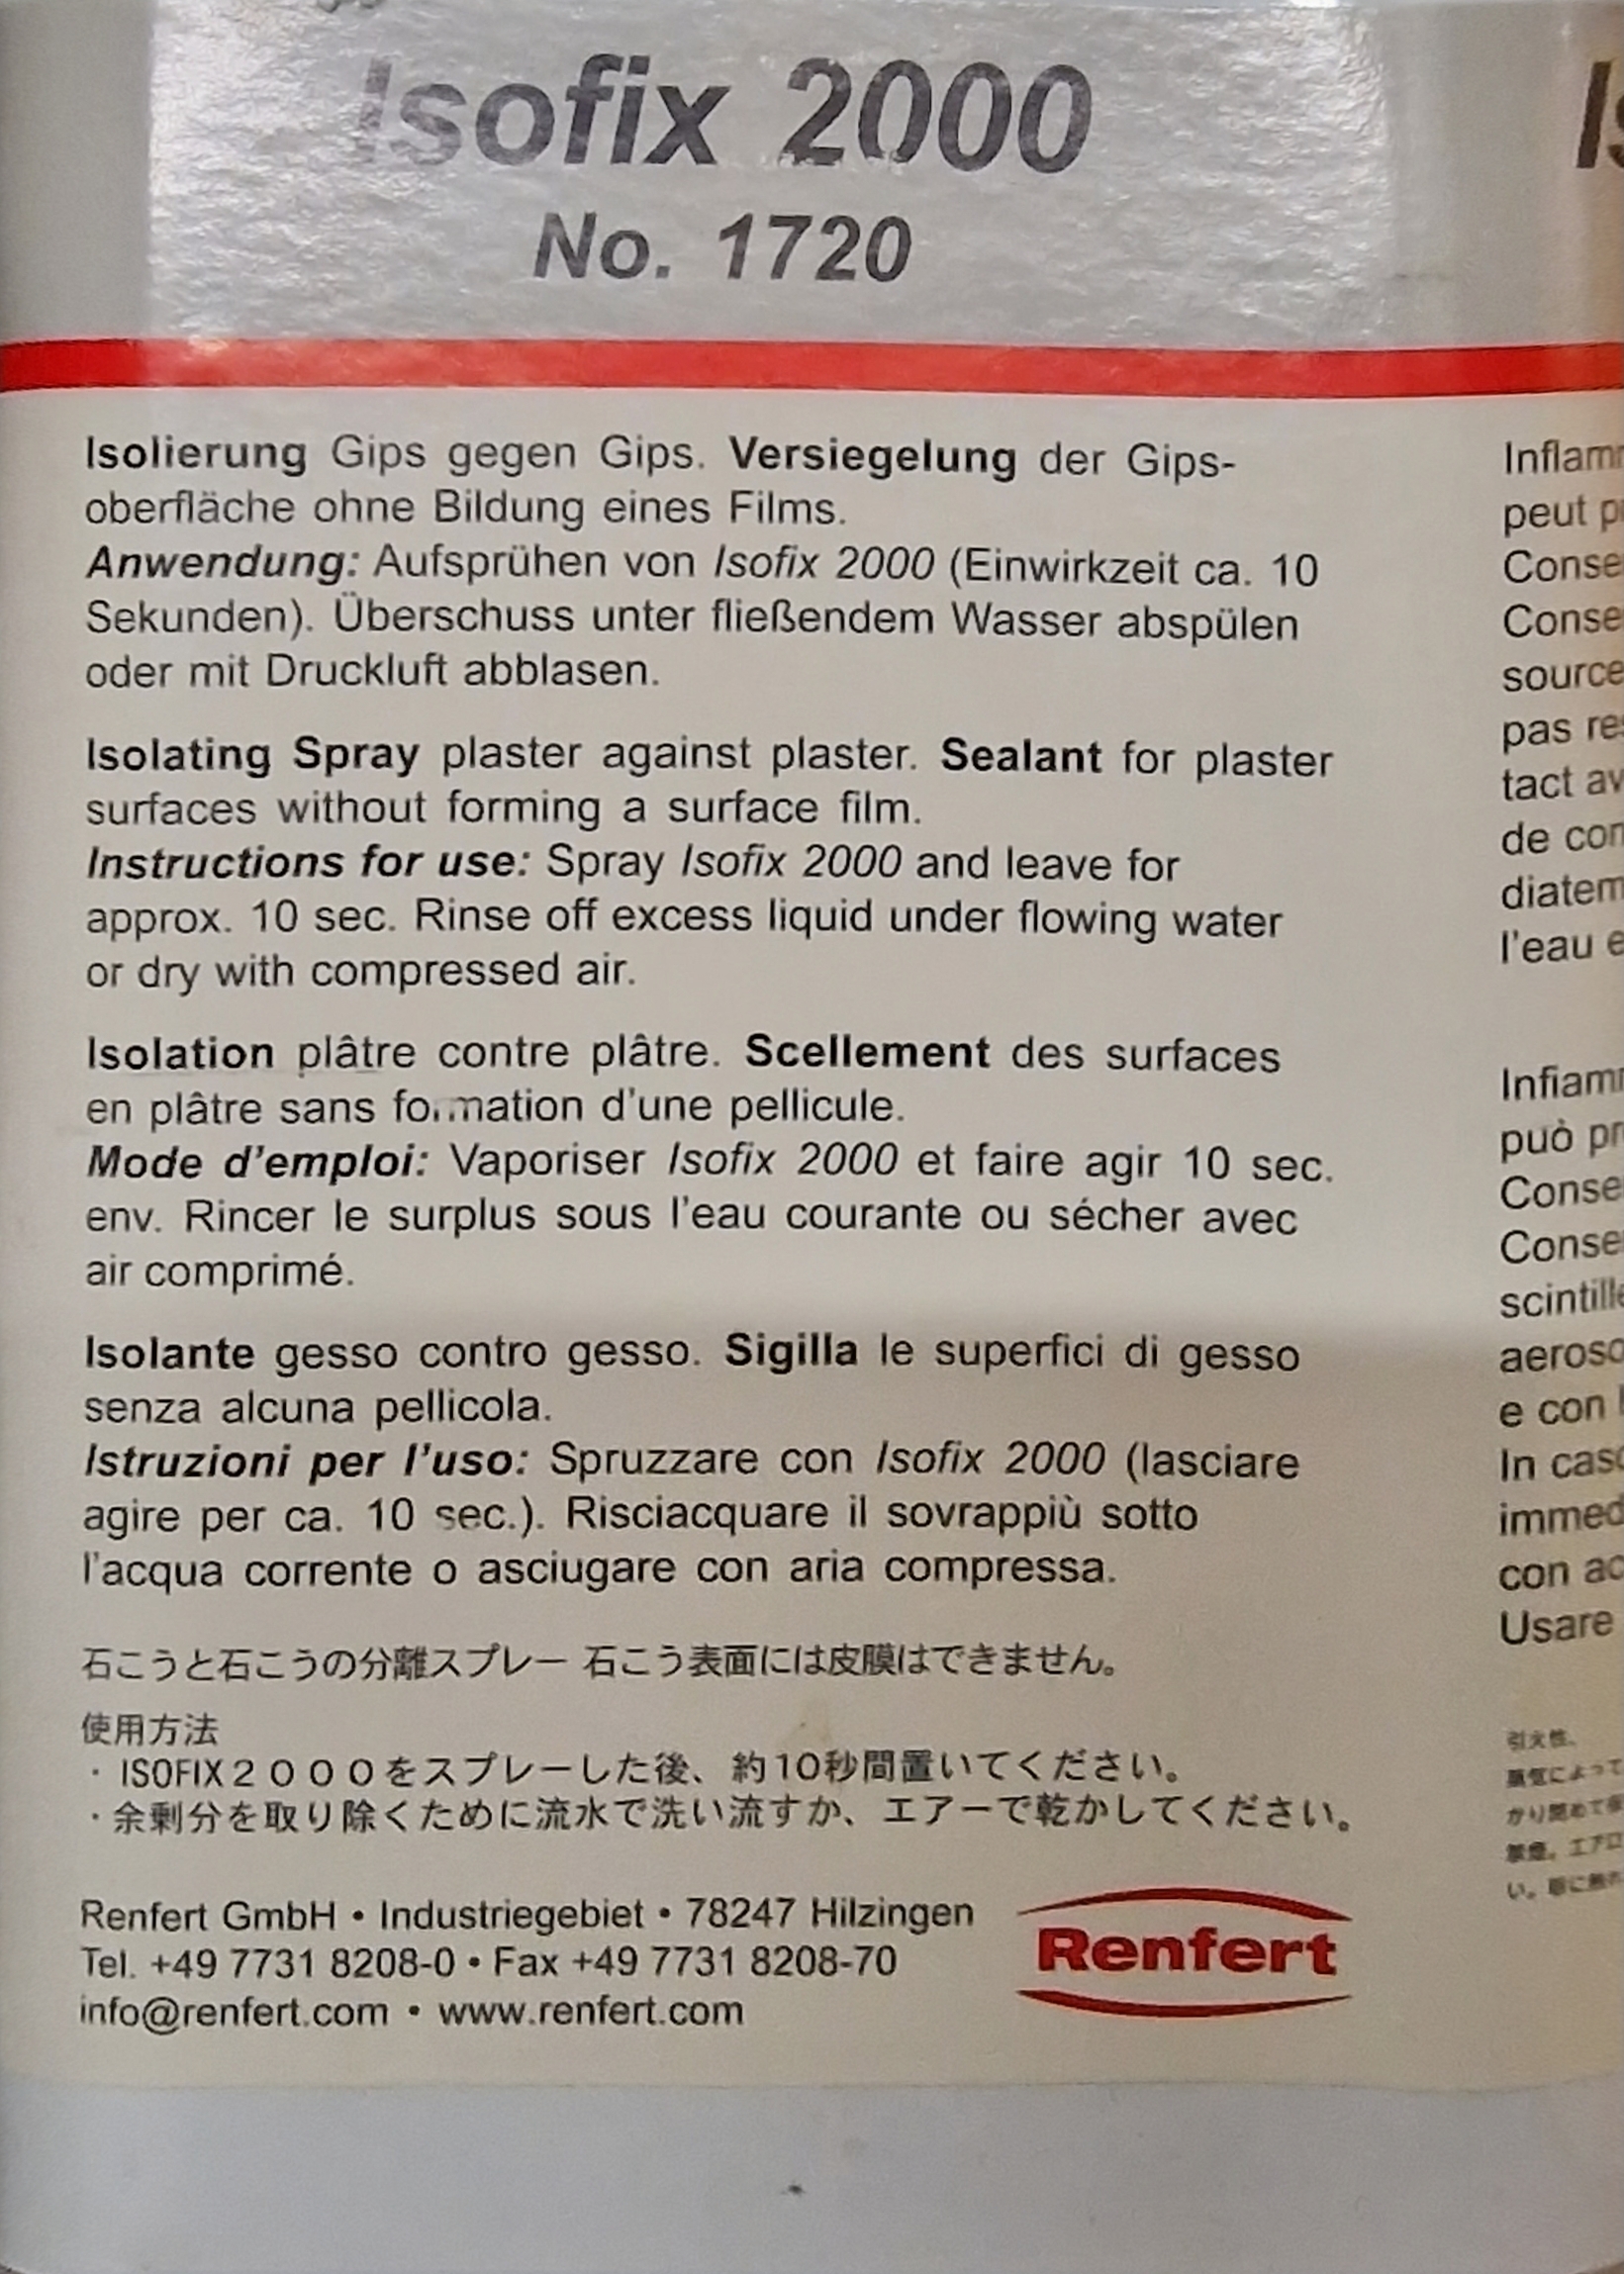 Isofix 2000
No. 1720
Isolierung Gips gegen Gips. Versiegelung der Gips-
oberfläche ohne Bildung eines Films.
Anwendung: Aufsprühen von Isofix 2000 (Einwirkzeit ca. 10
Sekunden). Überschuss unter fließendem Wasser abspülen
oder mit Druckluft abblasen.
Isolating Spray plaster against plaster. Sealant for plaster
surfaces without forming a surface film.
Instructions for use: Spray Isofix 2000 and leave for
approx. 10 sec. Rinse off excess liquid under flowing water
or dry with compressed air.
Isolation plâtre contre plâtre. Scellement des surfaces
en plâtre sans formation d'une pellicule.
Mode d'emploi: Vaporiser Isofix 2000 et faire agir 10 sec.
env. Rincer le surplus sous l'eau courante ou sécher avec
air comprimé.
Isolante gesso contro gesso. Sigilla le superfici di gesso
senza alcuna pellicola.
Istruzioni per l'uso: Spruzzare con Isofix 2000 (lasciare
agire per ca. 10 sec.). Risciacquare il sovrappiù sotto
l'acqua corrente o asciugare con aria compressa.
石こうと石こうの分離スプレー 石こう表面には皮膜はできません。
使用方法
・ISOFIX２０００をスプレーした後、約10秒間置いてください。
・余剰分を取り除くために流水で洗い流すか、エアーで乾かしてください。
Renfert GmbH • Industriegebiet • 78247 Hilzingen
Tel. +49 7731 8208-0 • Fax +49 7731 8208-70
info@renfert.com • www.renfert.com
Renfert
peut
pas
tact
de
l'eau
può
e con
In
con
Usare
引火性、